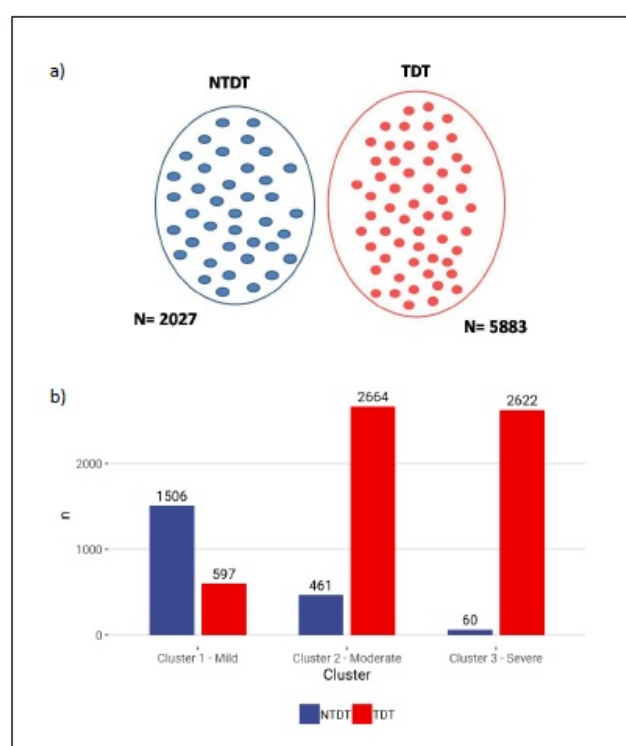 a)
NTDT
TDT
N= 2027
N= 5883
b)
2664
2622
2000
1506
n
1000
597
461
60
0
Cluster 1 - Mild
Cluster 2 - Moderate
Cluster 3 - Severe
Cluster
NTDT TDT